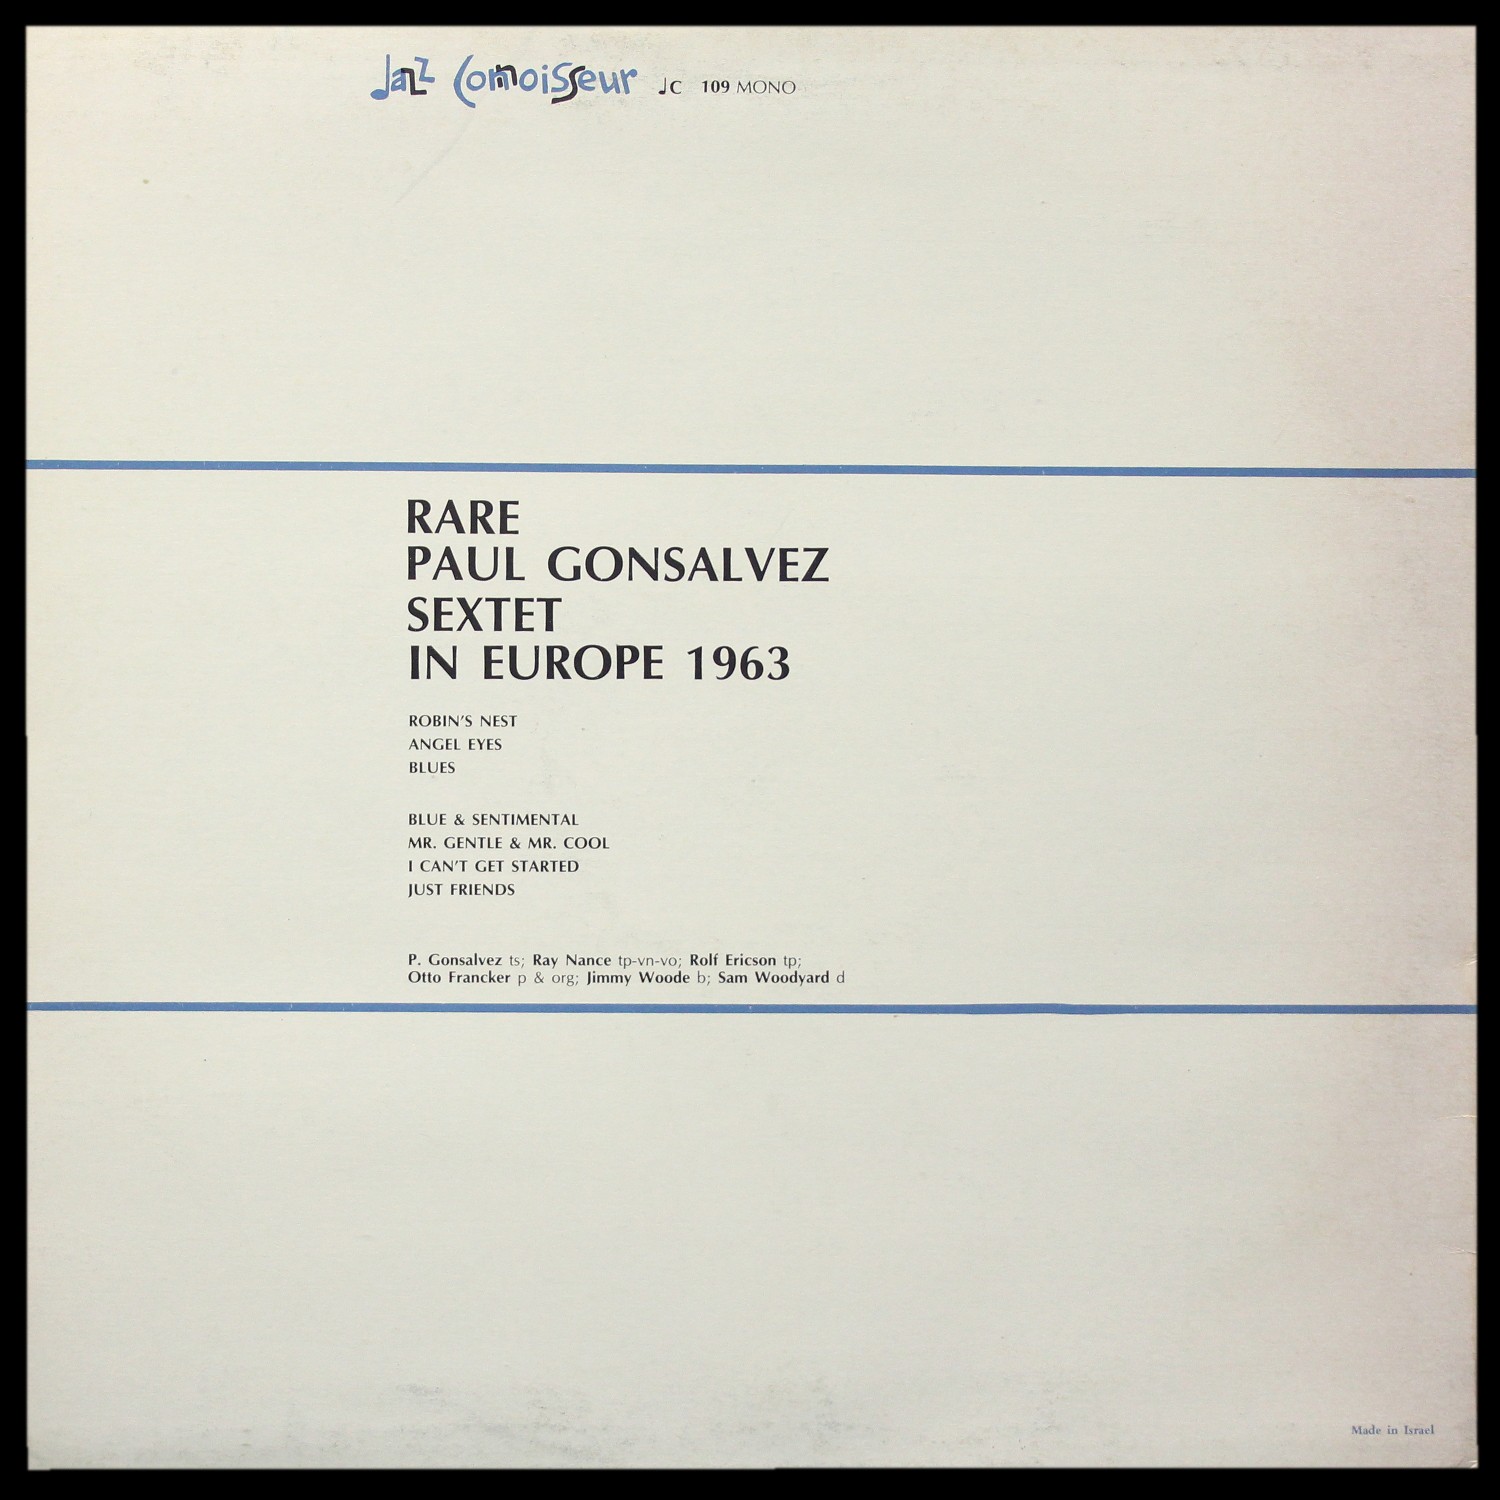 Jazz Connoisseur JC 109 MONO
RARE
PAUL GONSALVEZ
SEXTET
IN EUROPE 1963
ROBIN'S NEST
ANGEL EYES
BLUES
BLUE & SENTIMENTAL
MR. GENTLE & MR. COOL
I CAN'T GET STARTED
JUST FRIENDS
P. Gonsalvez ts; Ray Nance tp-vn-vo; Rolf Ericson tp;
Otto Francker p & org; Jimmy Woode b; Sam Woodyard d
Made in Israel